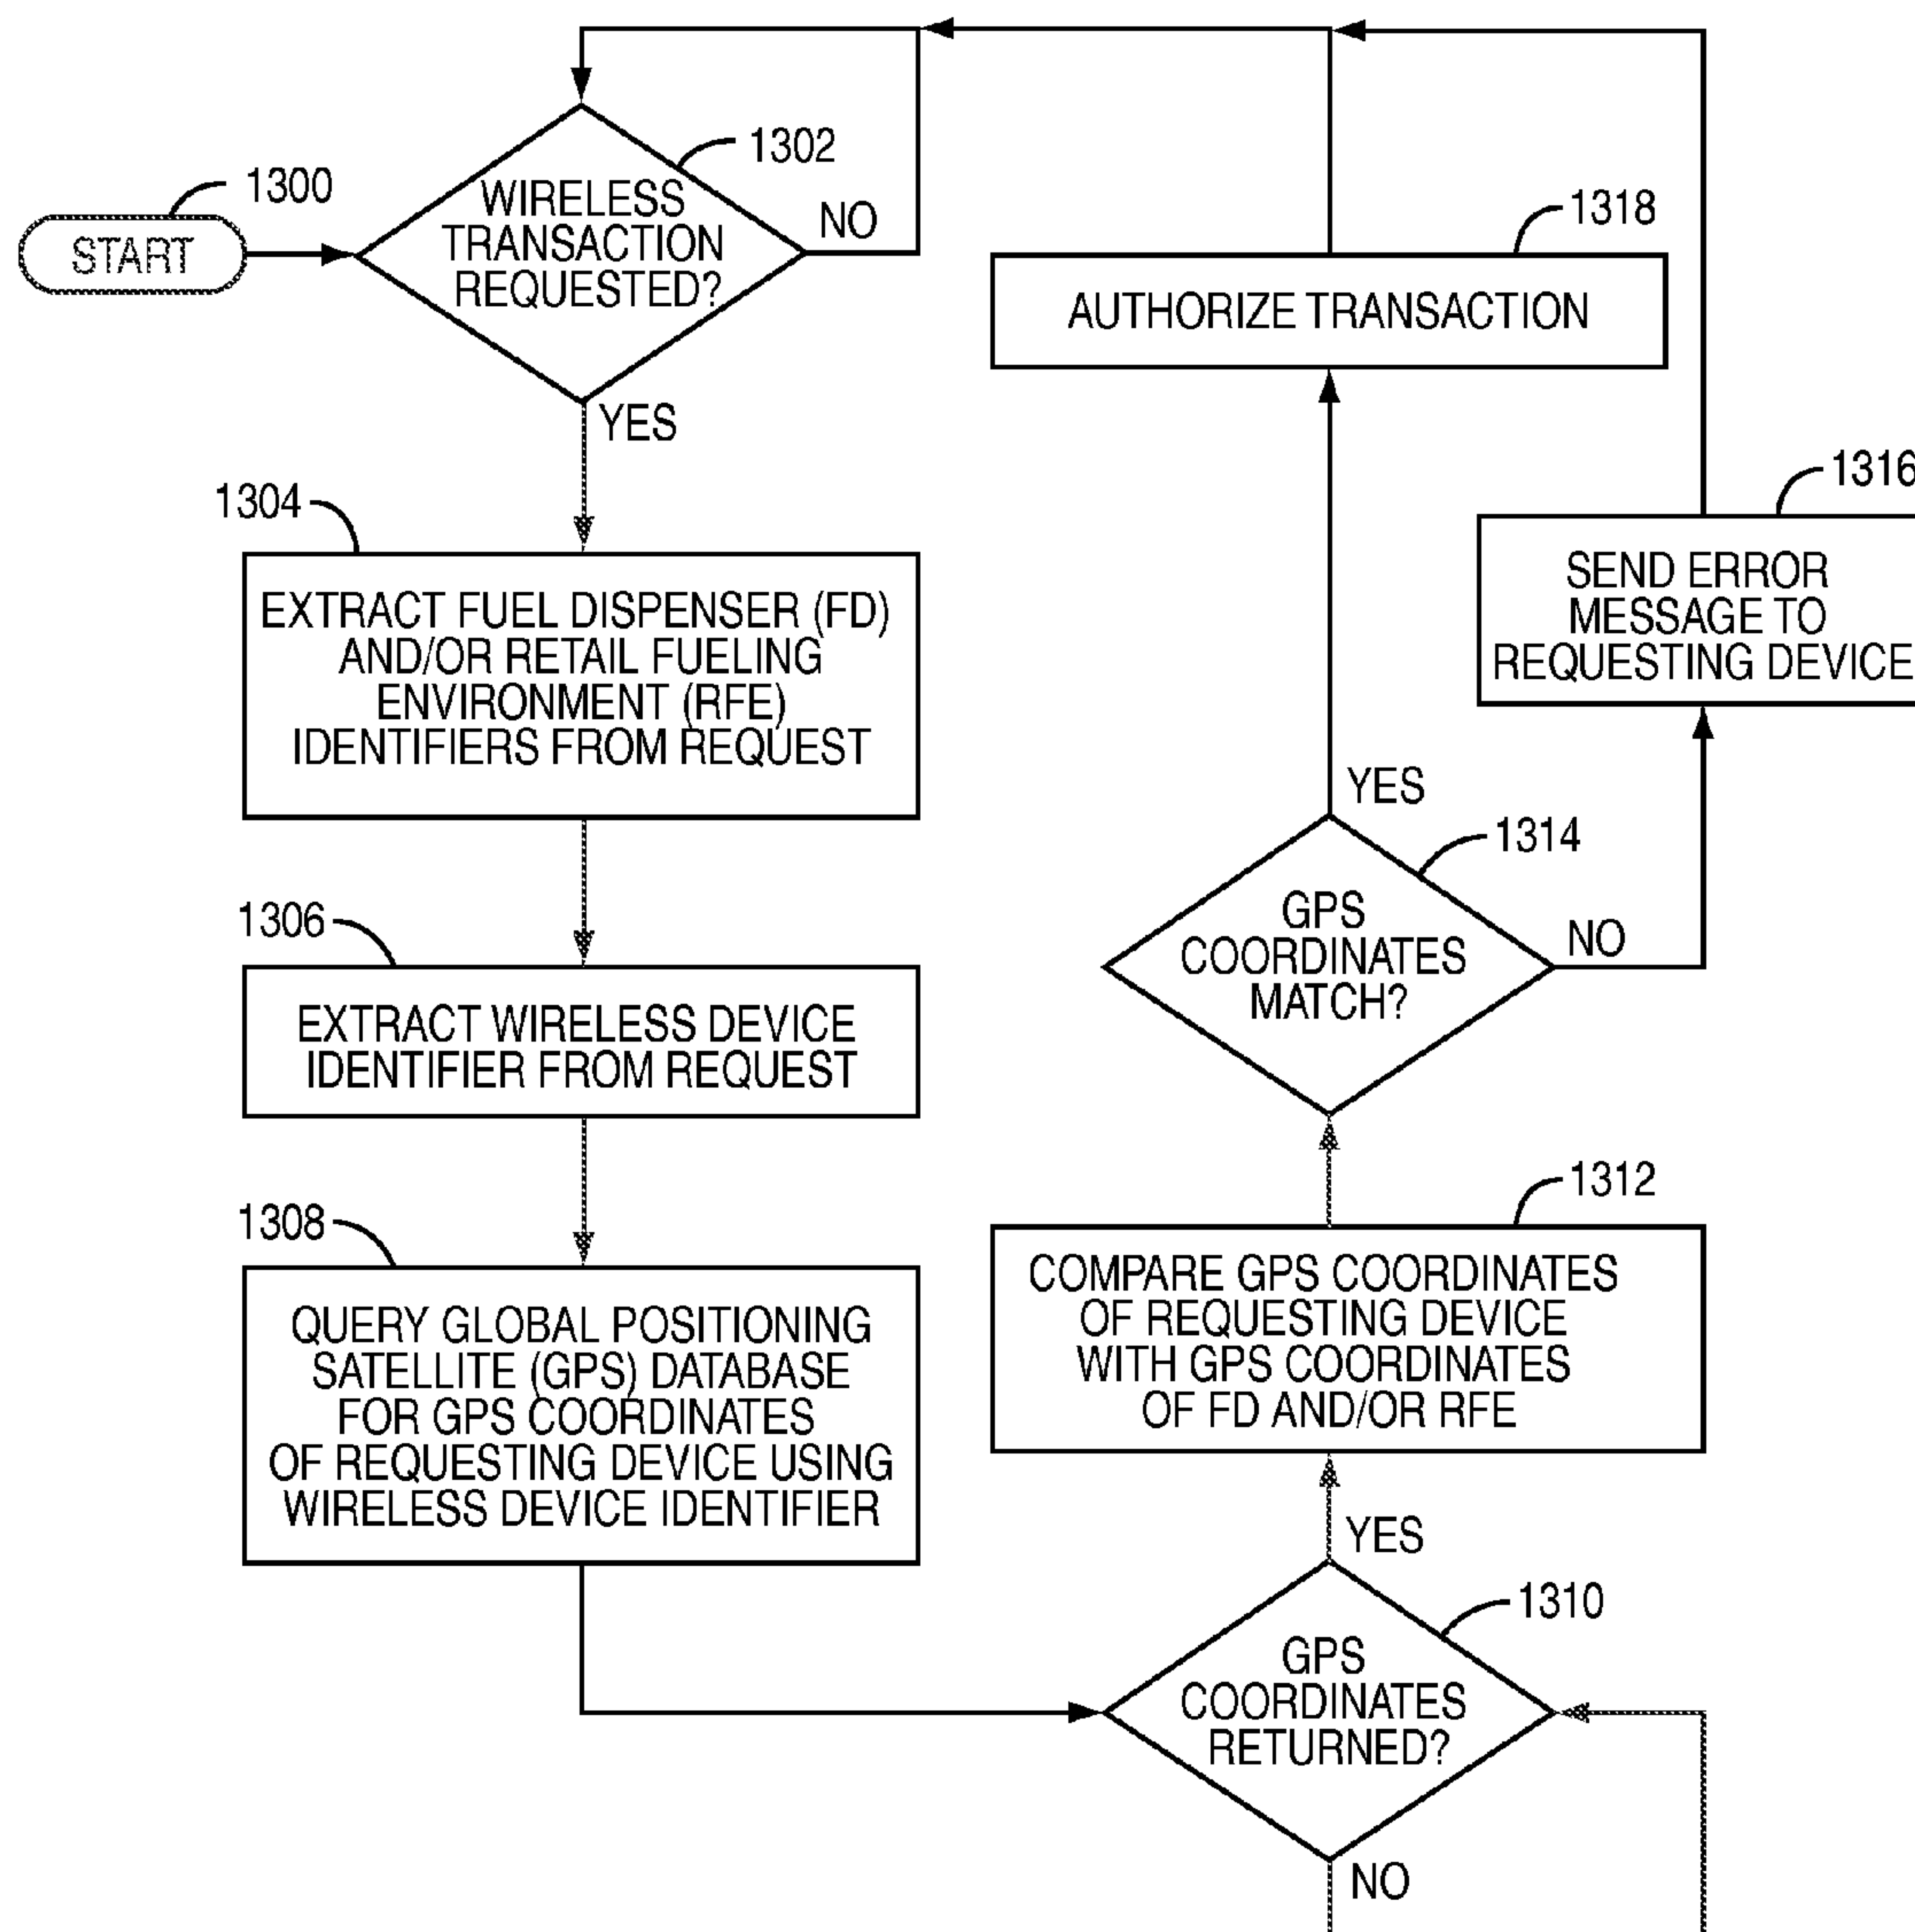 1300
START
1302
WIRELESS
TRANSACTION
REQUESTED?
NO
YES
1304
EXTRACT FUEL DISPENSER (FD)
AND/OR RETAIL FUELING
ENVIRONMENT (RFE)
IDENTIFIERS FROM REQUEST
1306
EXTRACT WIRELESS DEVICE
IDENTIFIER FROM REQUEST
1308
QUERY GLOBAL POSITIONING
SATELLITE (GPS) DATABASE
FOR GPS COORDINATES
OF REQUESTING DEVICE USING
WIRELESS DEVICE IDENTIFIER
1318
AUTHORIZE TRANSACTION
1316
SEND ERROR
MESSAGE TO
REQUESTING DEVICE
YES
1314
GPS
COORDINATES
MATCH?
NO
1312
COMPARE GPS COORDINATES
OF REQUESTING DEVICE
WITH GPS COORDINATES
OF FD AND/OR RFE
YES
1310
GPS
COORDINATES
RETURNED?
NO